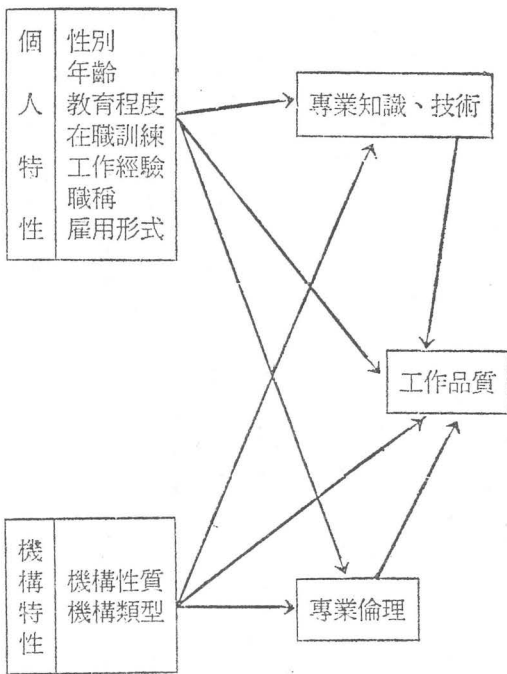 個人特性
性別
年齡
教育程度
在職訓練
工作經驗
職稱
雇用形式
專業知識、技術
工作品質
機構特性
機構性質
機構類型
專業倫理